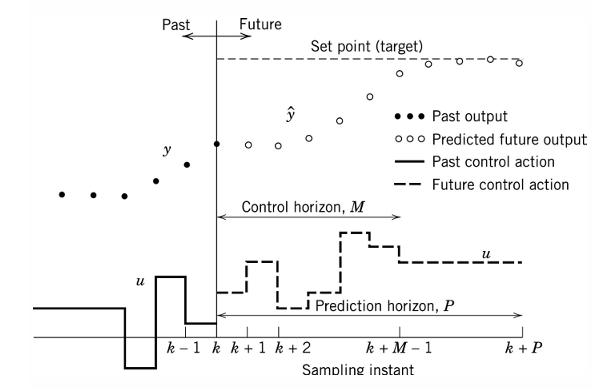 Past Future
Set point (target)
ŷ
Past output
y
Predicted future output
Past control action
Future control action
Control horizon, M
u
u
Prediction horizon, P
k − 1 k k + 1 k + 2 k + M − 1 k + P
Sampling instant